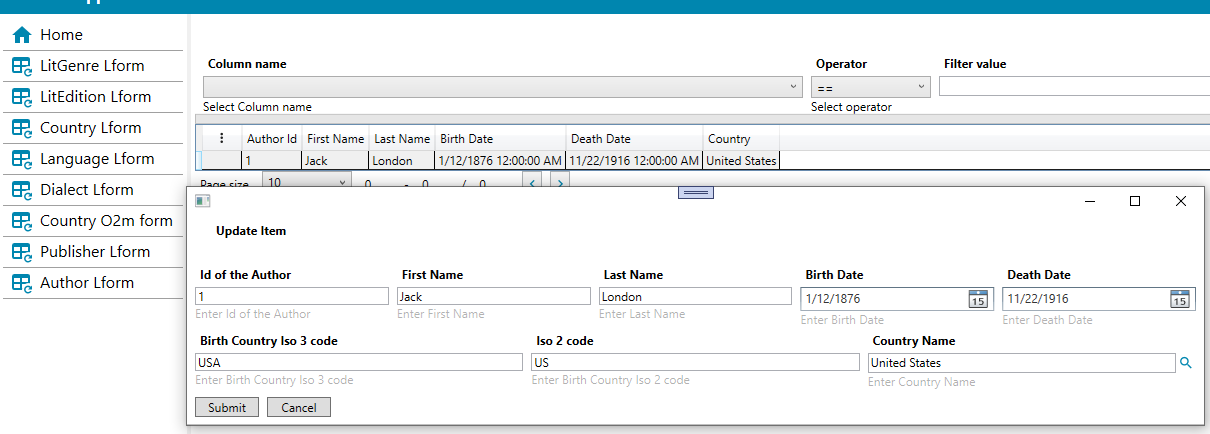 Home
LitGenre Lform
LitEdition Lform
Country Lform
Language Lform
Dialect Lform
Country O2m form
Publisher Lform
Author Lform
Column name Operator Filter value
==
Select Column name Select operator
Author Id First Name Last Name Birth Date Death Date Country
1 Jack London 1/12/1876 12:00:00 AM 11/22/1916 12:00:00 AM United States
Page size 10 0 - 0 / 0 < >
Update Item
Id of the Author First Name Last Name Birth Date Death Date
1 Jack London 1/12/1876 15 11/22/1916 15
Enter Id of the Author Enter First Name Enter Last Name Enter Birth Date Enter Death Date
Birth Country Iso 3 code Iso 2 code Country Name
USA US United States
Enter Birth Country Iso 3 code Enter Birth Country Iso 2 code Enter Country Name
Submit Cancel